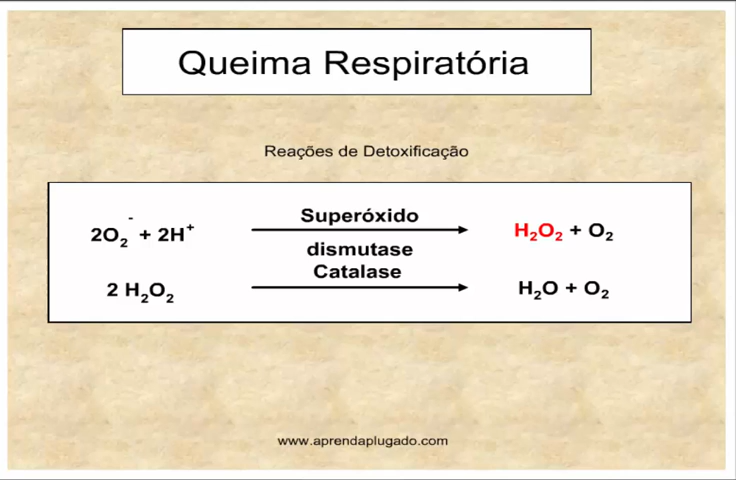 Queima Respiratória
Reações de Detoxificação
2O₂⁻ + 2H⁺ Superóxido dismutase H₂O₂ + O₂
2 H₂O₂ Catalase H₂O + O₂
www.aprendaplugado.com